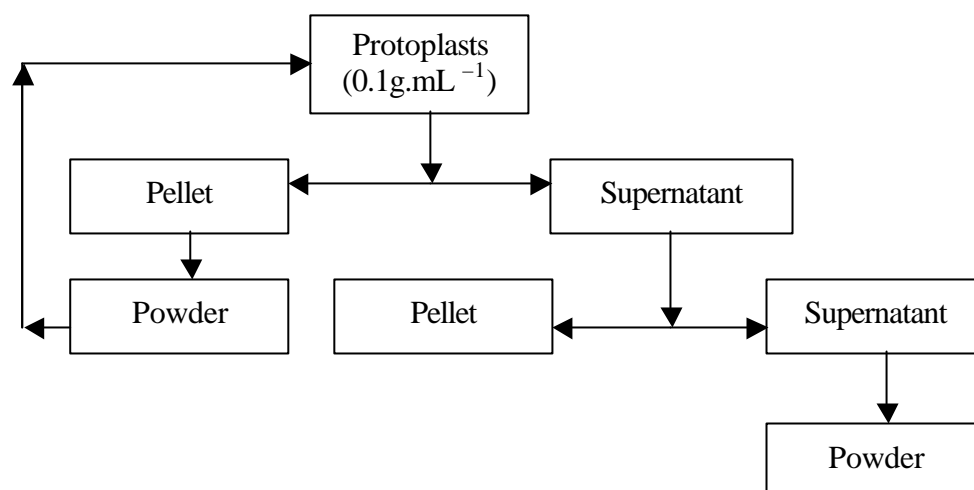 Protoplasts
(0.1g.mL⁻¹)
Pellet
Supernatant
Powder
Pellet
Supernatant
Powder